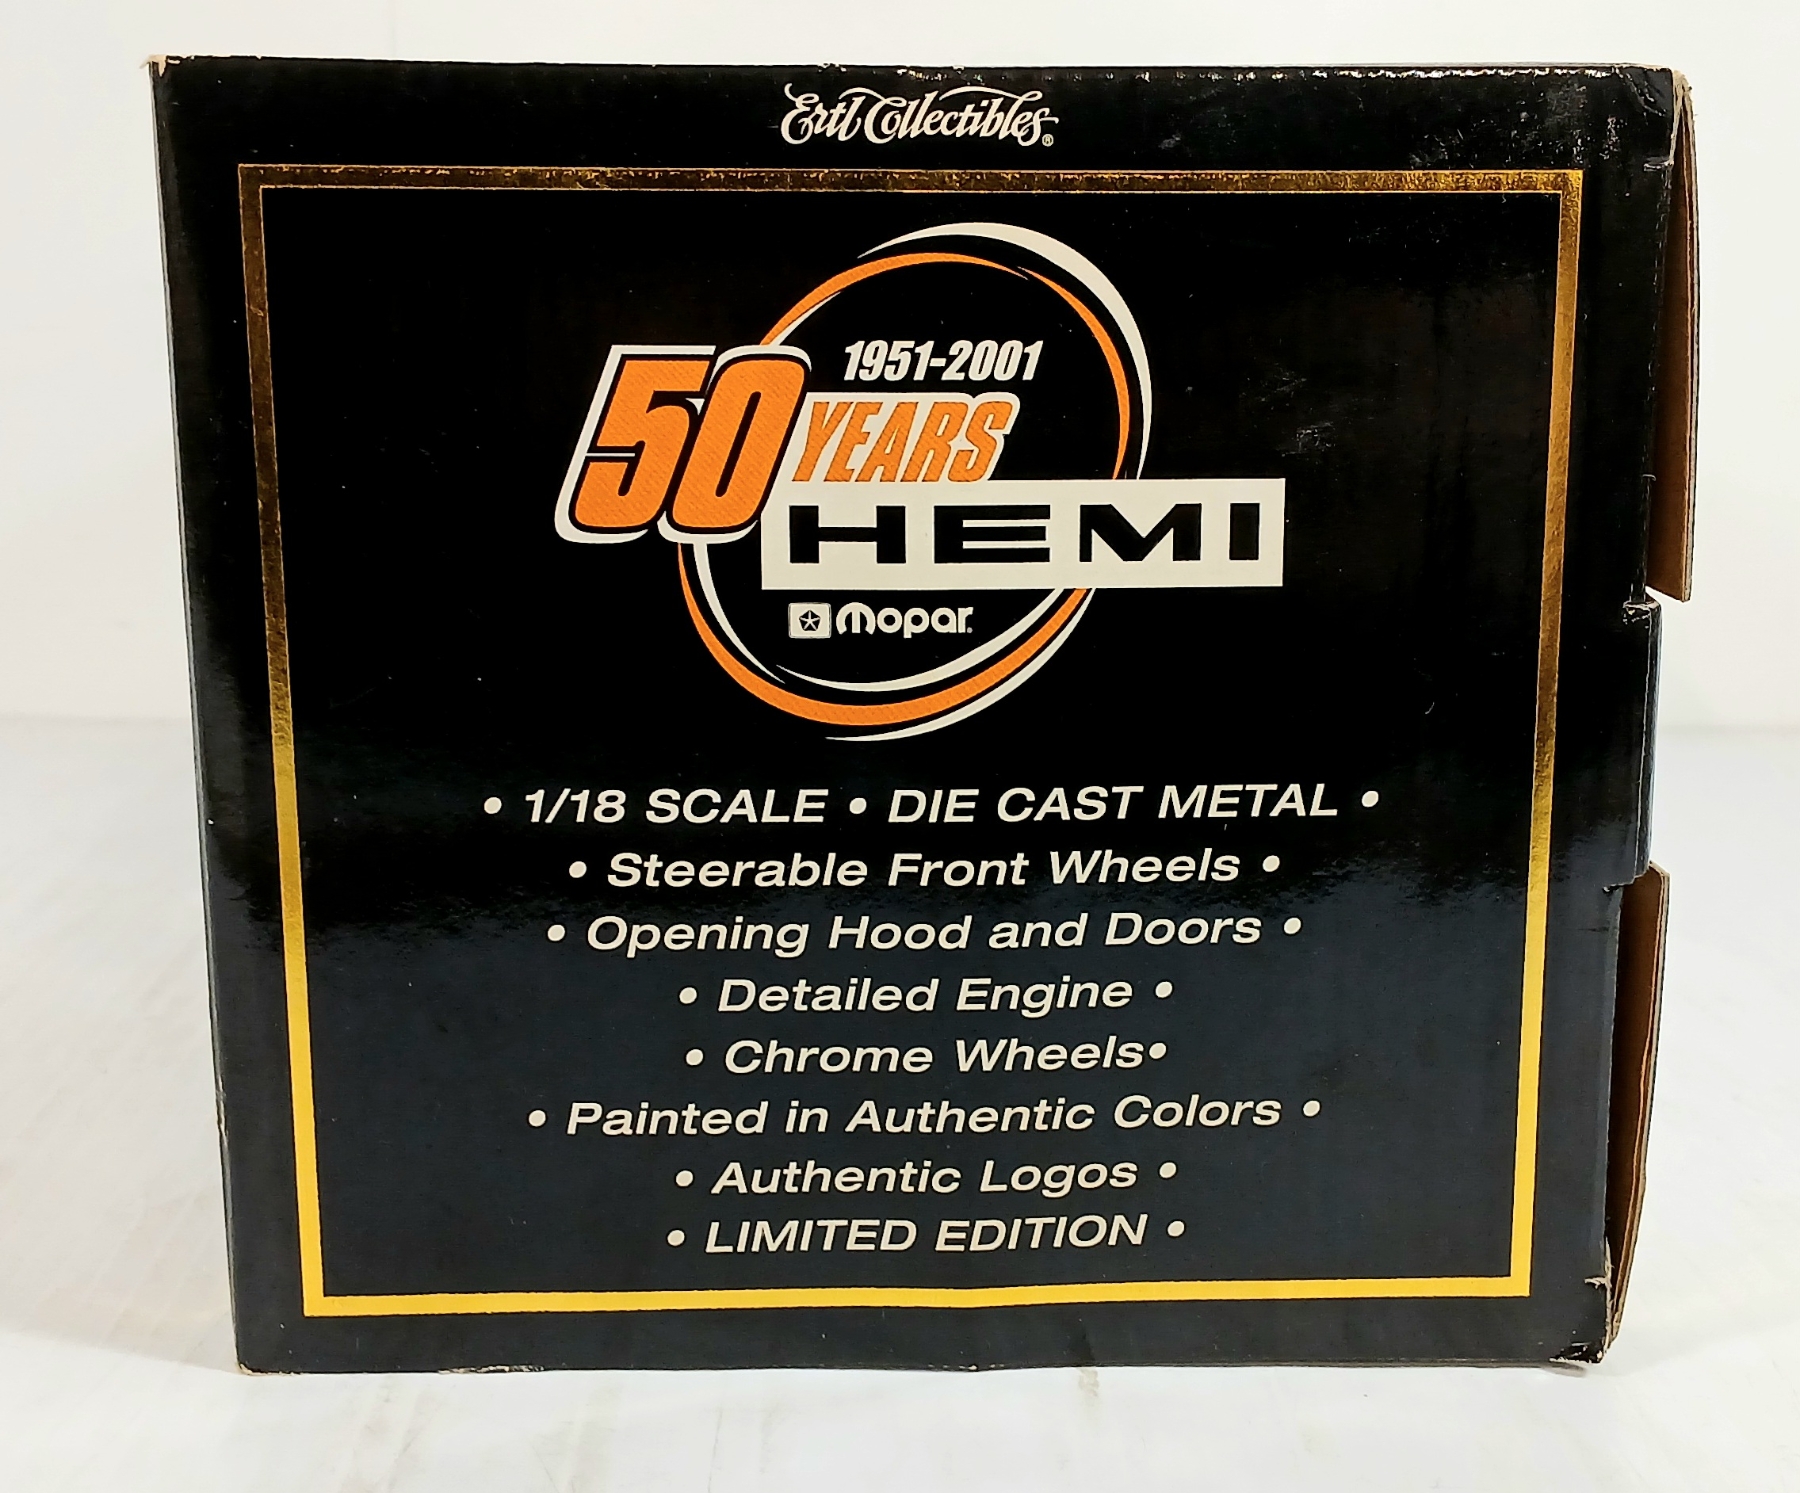 Ertl Collectibles®
1951-2001
50 YEARS
HEMI
Mopar®
• 1/18 SCALE • DIE CAST METAL •
• Steerable Front Wheels •
• Opening Hood and Doors •
• Detailed Engine •
• Chrome Wheels•
• Painted in Authentic Colors •
• Authentic Logos •
• LIMITED EDITION •